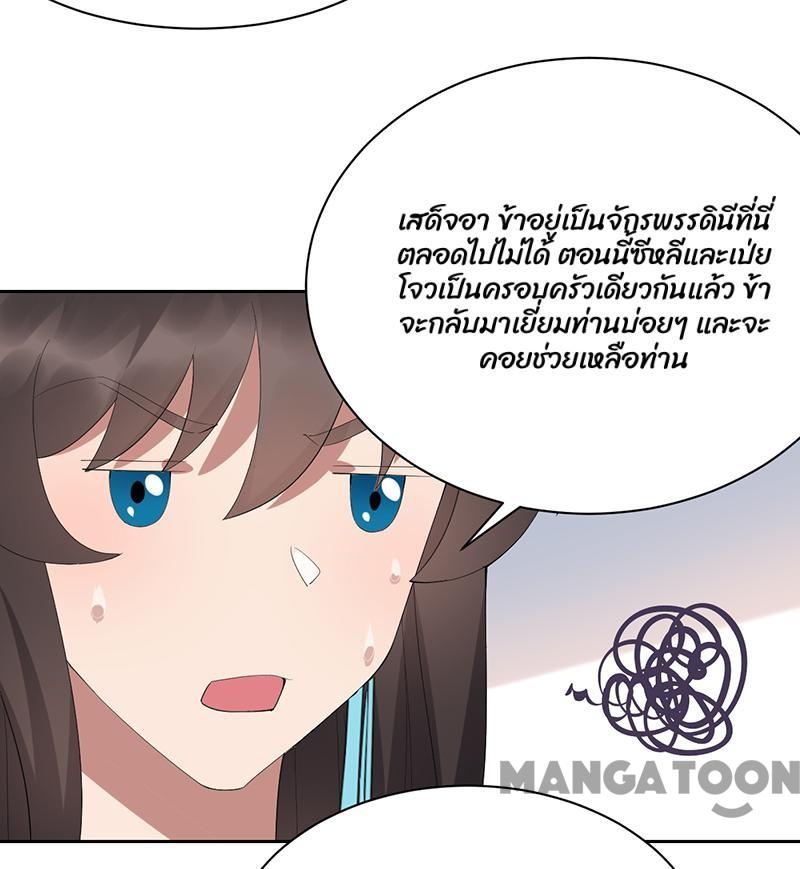 เสด็จอา ข้าอยู่เป็นจักรพรรดินีที่นี่
ตลอดไปไม่ได้ ตอนนี้ซีหลีและเป่ย
โจวเป็นครอบครัวเดียวกันแล้ว ข้า
จะกลับมาเยี่ยมท่านบ่อยๆ และจะ
คอยช่วยเหลือท่าน
MANGATOON